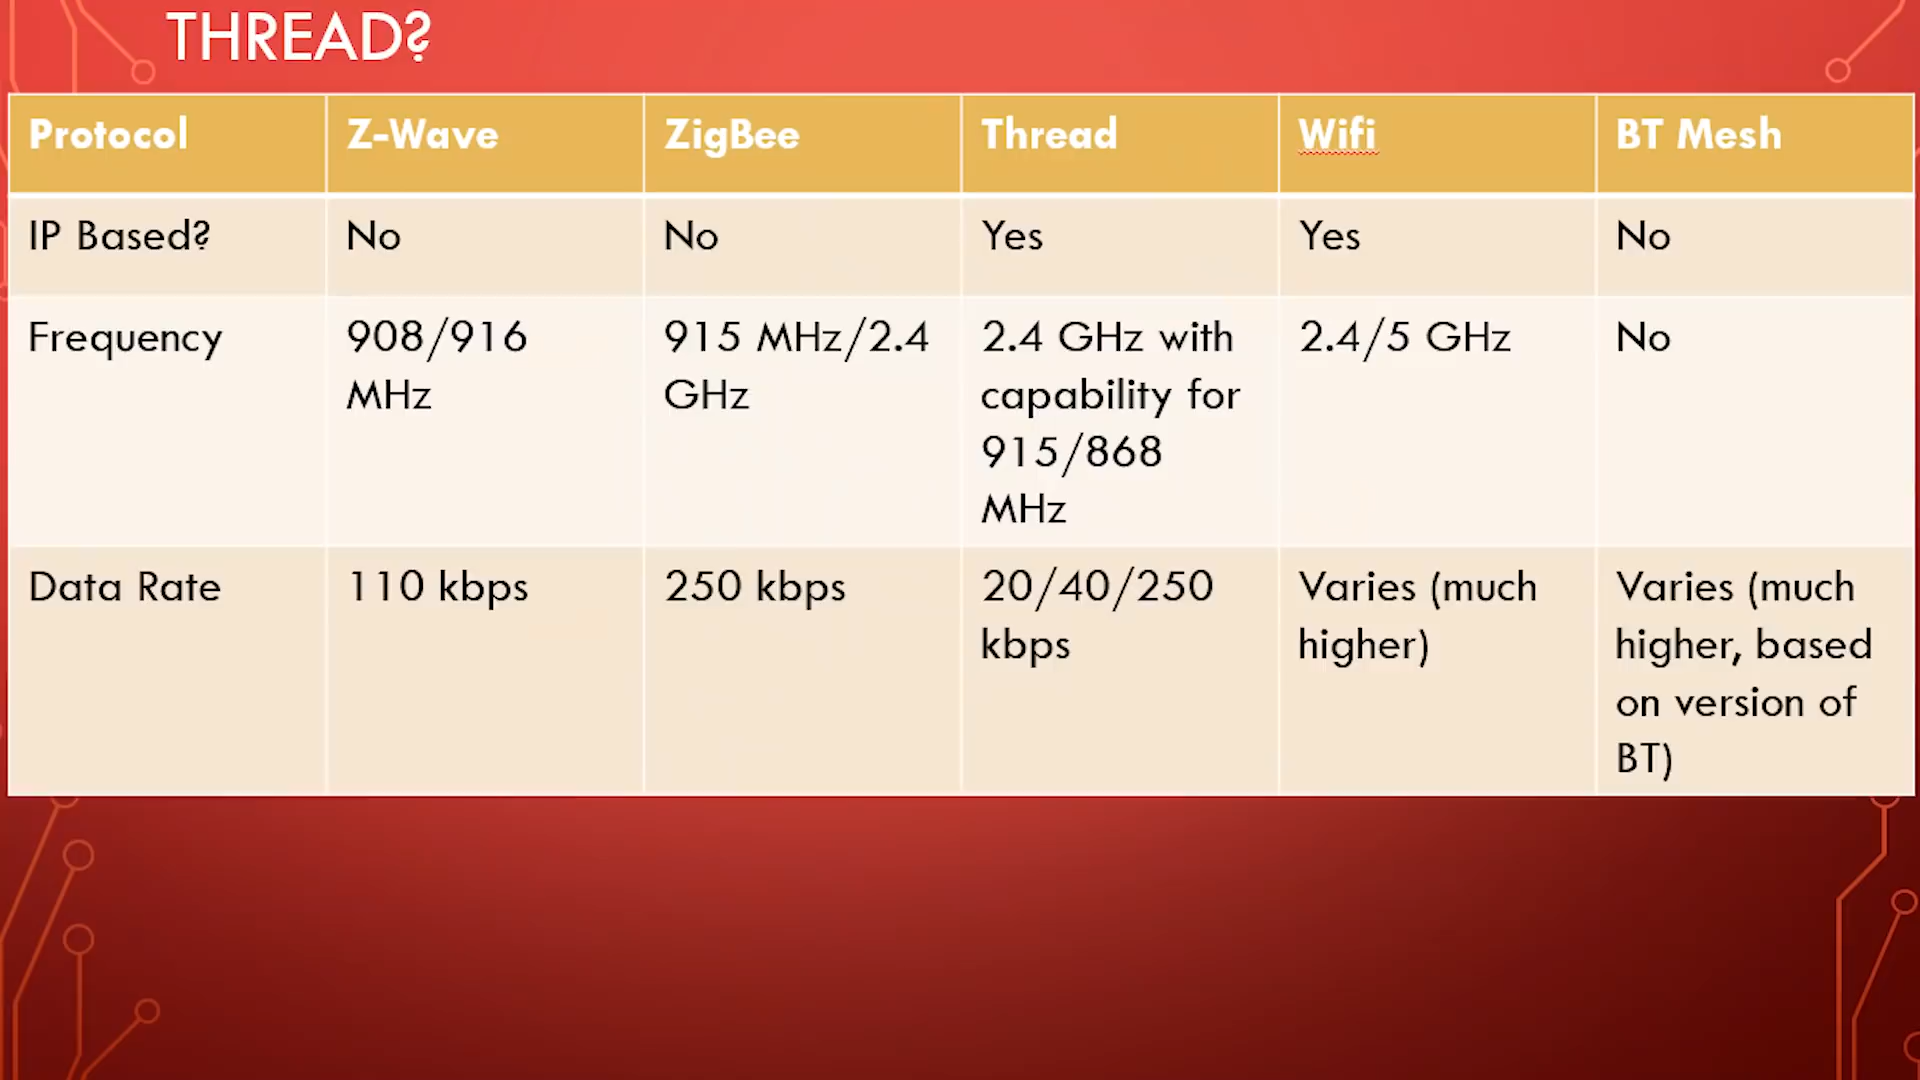 THREAD?
Protocol Z-Wave ZigBee Thread Wifi BT Mesh
IP Based? No No Yes Yes No
Frequency 908/916 915 MHz/2.4 2.4 GHz with 2.4/5 GHz No
MHz GHz capability for
915/868
MHz
Data Rate 110 kbps 250 kbps 20/40/250 Varies (much Varies (much
kbps higher) higher, based
on version of
BT)